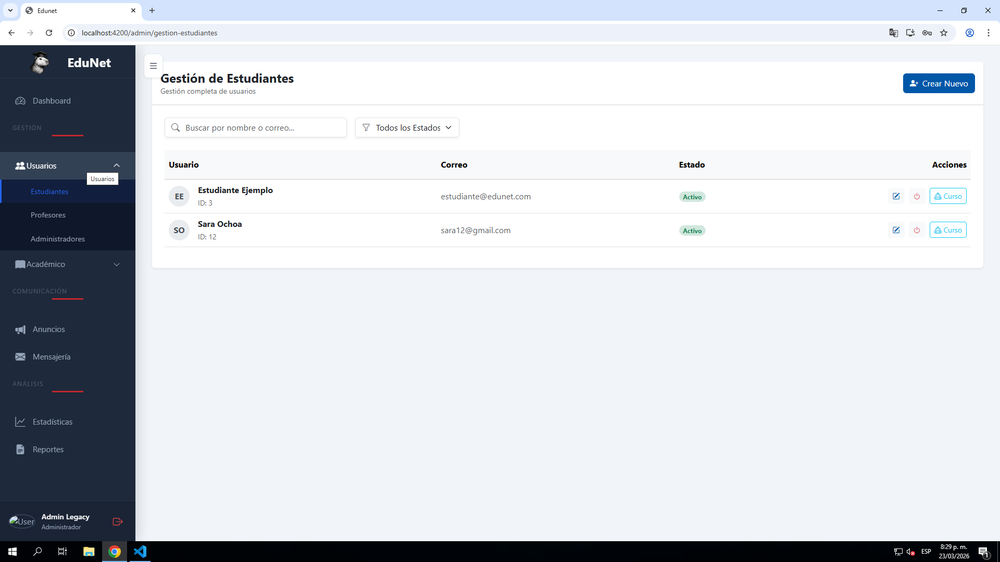 Edunet
localhost:4200/admin/gestion-estudiantes
EduNet
Dashboard
GESTIÓN
Usuarios
Usuarios
Estudiantes
Profesores
Administradores
Académico
COMUNICACIÓN
Anuncios
Mensajería
ANÁLISIS
Estadísticas
Reportes
User
Admin Legacy
Administrador
Gestión de Estudiantes
Gestión completa de usuarios
Crear Nuevo
Buscar por nombre o correo...
Todos los Estados
Usuario Correo Estado Acciones
EE Estudiante Ejemplo
ID: 3
estudiante@edunet.com Activo Curso
SO Sara Ochoa
ID: 12
sara12@gmail.com Activo Curso
ESP
8:29 p. m.
23/03/2026
1